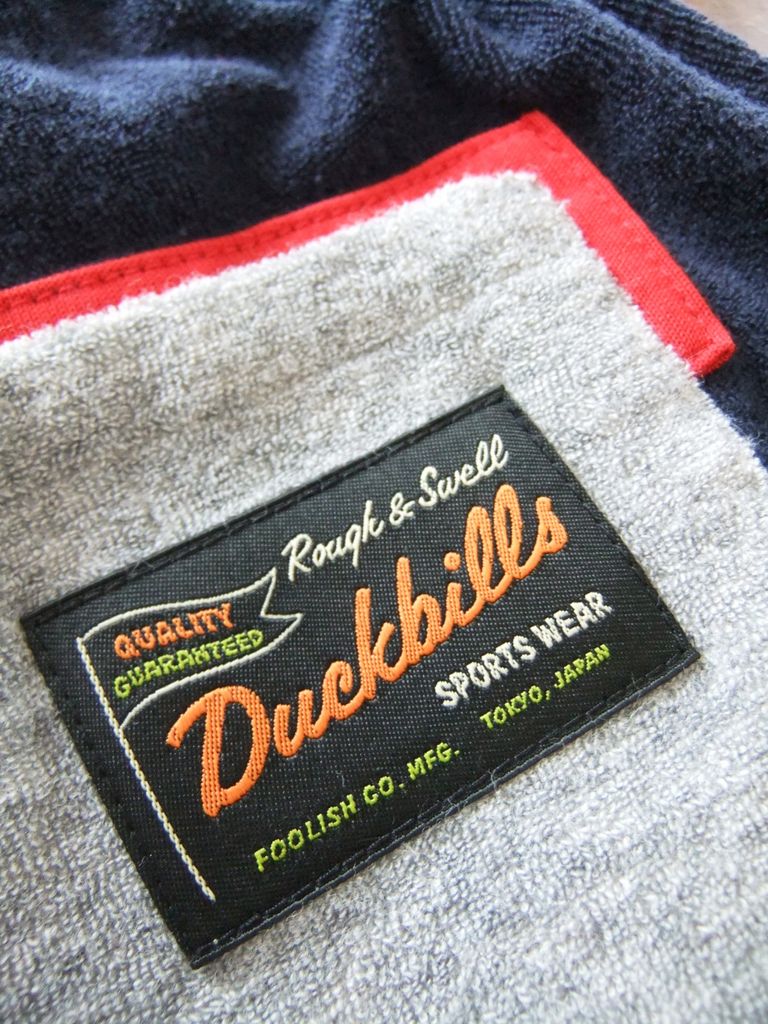 Rough & Swell
QUALITY
GUARANTEED
Duckbills
SPORTS WEAR
FOOLISH CO. MFG. TOKYO, JAPAN